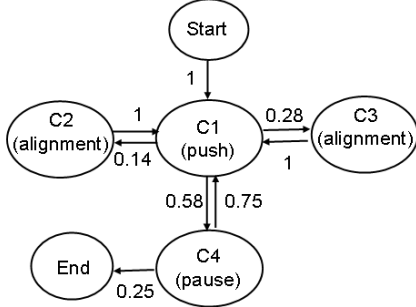 Start
1
C2
(alignment)
1
0.14
C1
(push)
0.28
1
C3
(alignment)
0.58
0.75
End
0.25
C4
(pause)